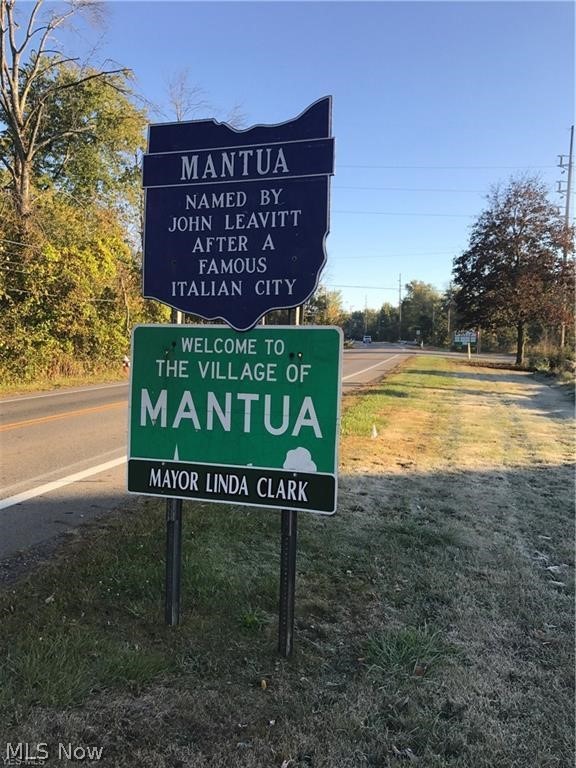 MANTUA
NAMED BY
JOHN LEAVITT
AFTER A
FAMOUS
ITALIAN CITY
WELCOME TO
THE VILLAGE OF
MANTUA
MAYOR LINDA CLARK
MLS Now